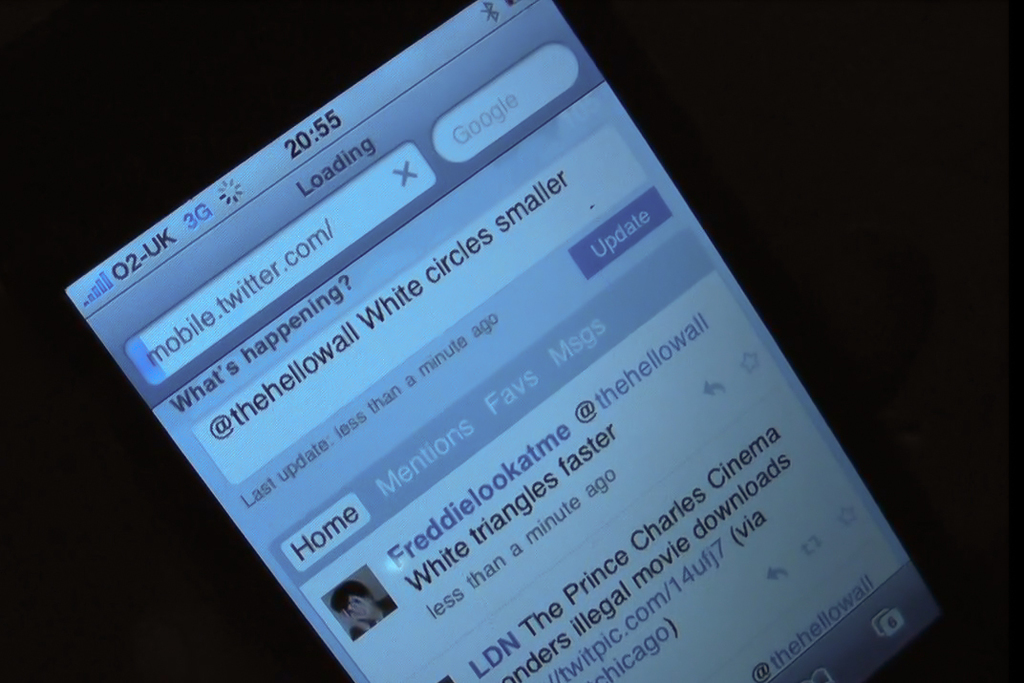 O2-UK 3G 20:55
Loading
mobile.twitter.com/
Google
What's happening?
@thehellowall White circles smaller
Last update: less than a minute ago
Update
Home Mentions Favs Msgs
Freddielookatme @thehellowall
White triangles faster
less than a minute ago
LDN The Prince Charles Cinema
illegal movie downloads
//twitpic.com/14ufj7 (via
chicago)
@thehellowall
6